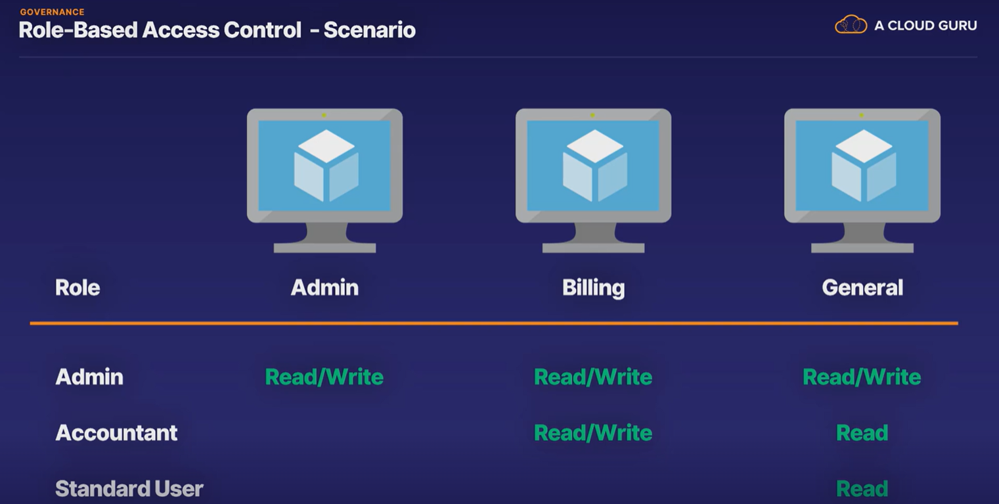 GOVERNANCE
Role-Based Access Control - Scenario
A CLOUD GURU
Role Admin Billing General
Admin Read/Write Read/Write Read/Write
Accountant Read/Write Read
Standard User Read